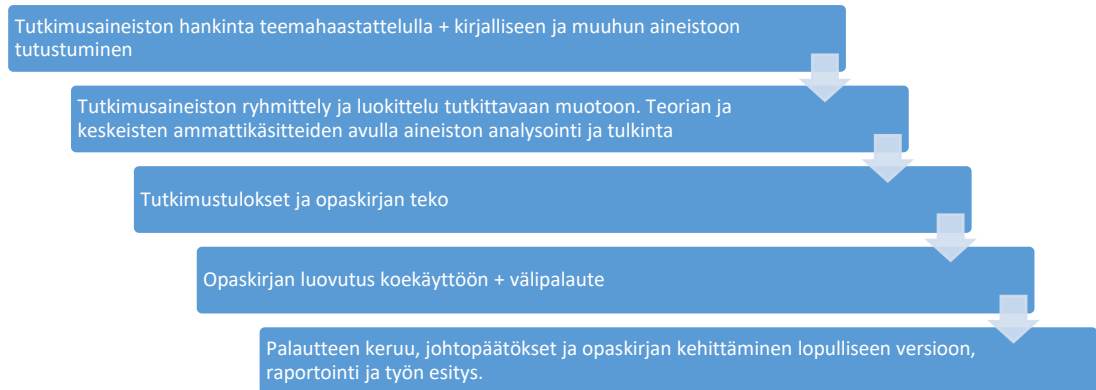 Tutkimusaineiston hankinta teemahaastattelulla + kirjalliseen ja muuhun aineistoon
tutustuminen
Tutkimusaineiston ryhmittely ja luokittelu tutkittavaan muotoon. Teorian ja
keskeisten ammattikäsitteiden avulla aineiston analysointi ja tulkinta
Tutkimustulokset ja opaskirjan teko
Opaskirjan luovutus koekäyttöön + välipalaute
Palautteen keruu, johtopäätökset ja opaskirjan kehittäminen lopulliseen versioon,
raportointi ja työn esitys.